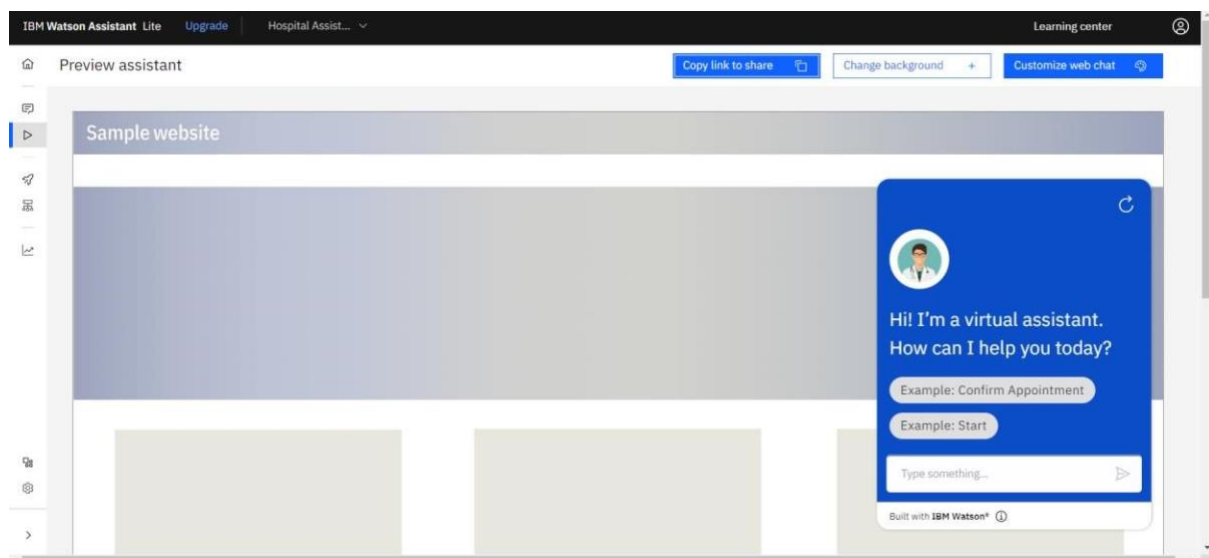 IBM Watson Assistant Lite Upgrade Hospital Assist... Learning center
Preview assistant Copy link to share Change background + Customize web chat
Sample website
Hi! I'm a virtual assistant.
How can I help you today?
Example: Confirm Appointment
Example: Start
Type something...
Built with IBM Watson®